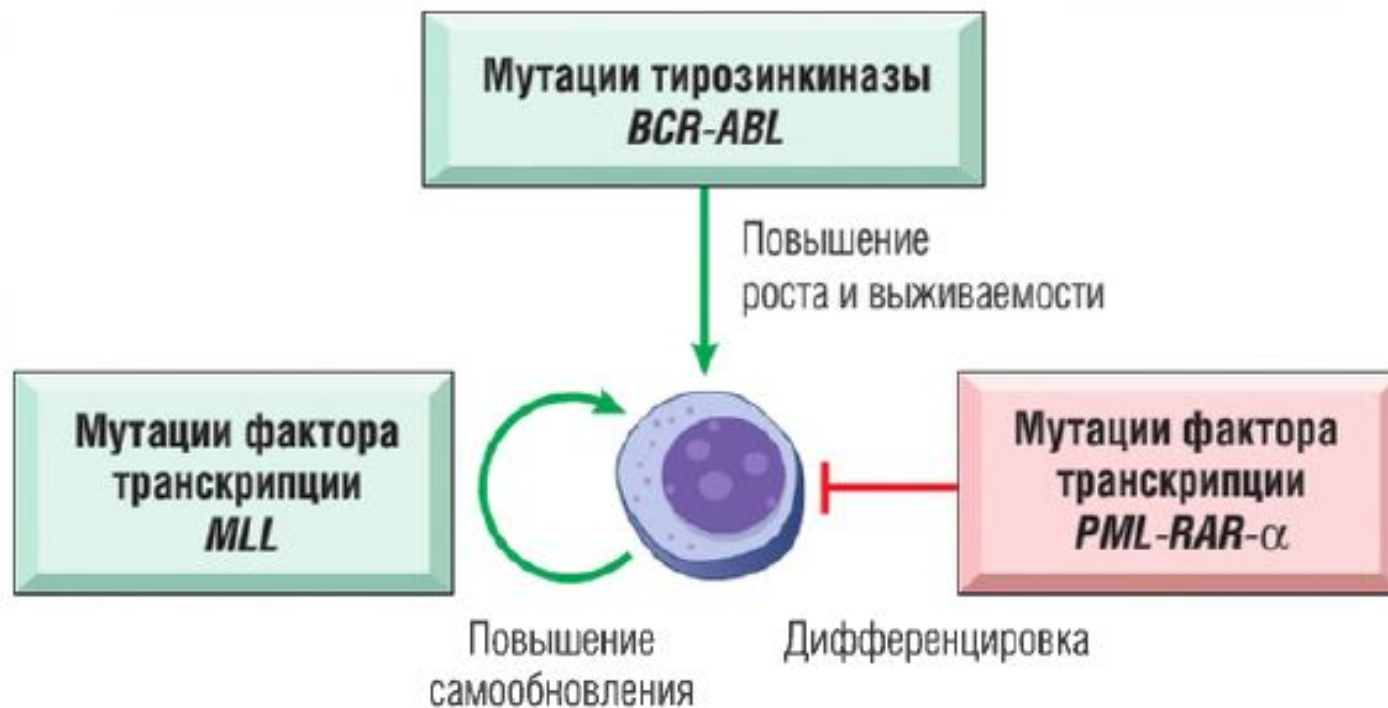 Мутации тирозинкиназы
BCR-ABL
Повышение
роста и выживаемости
Мутации фактора
транскрипции
MLL
Мутации фактора
транскрипции
PML-RAR-α
Повышение
самообновления
Дифференцировка